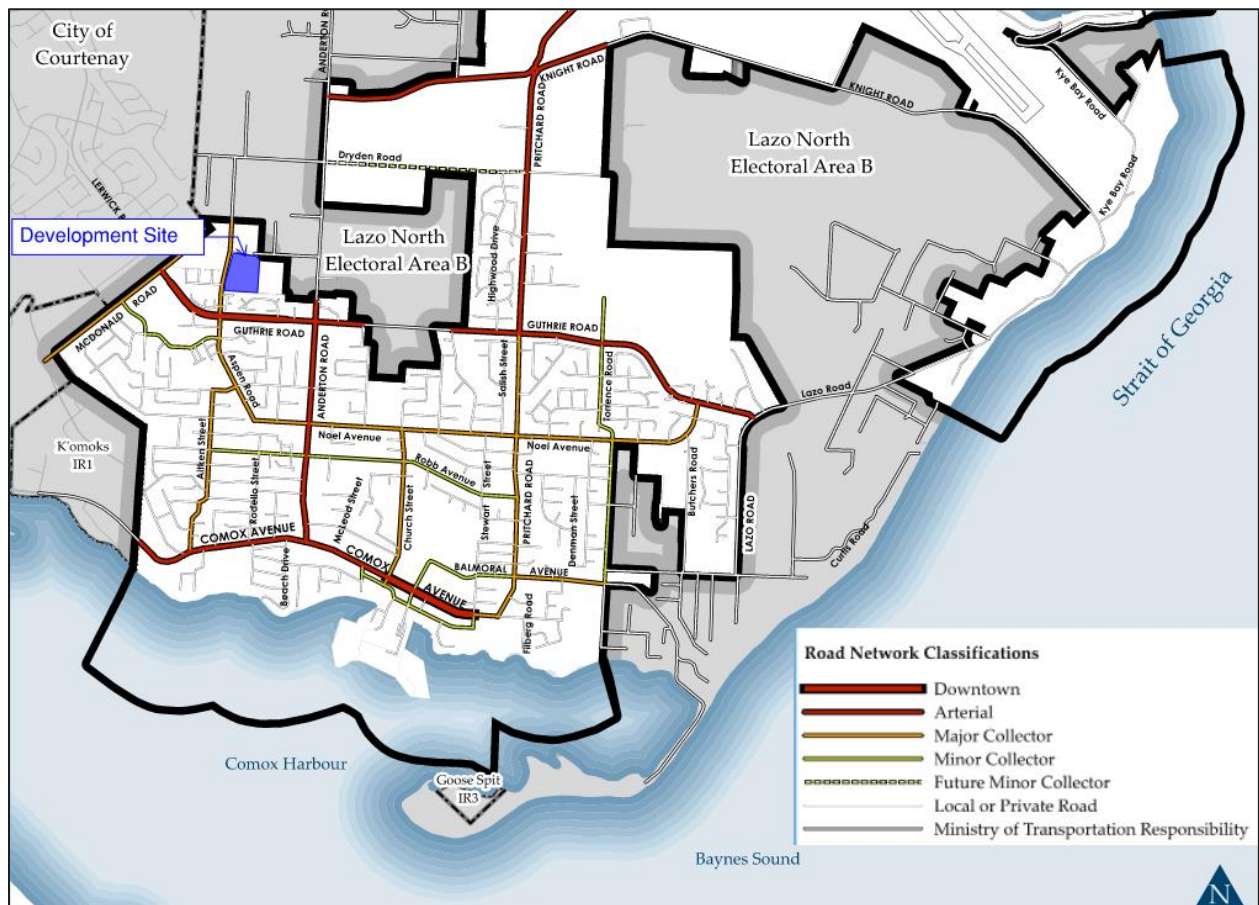 City of
Courtenay
ANDERTON ROAD
KNIGHT ROAD
PRITCHARD ROAD
KNIGHT ROAD
Kye Bay Road
Kye Bay Road
Lazo North
Electoral Area B
Dryden Road
LERWICK R
Development Site
Lazo North
Electoral Area B
Highwood Drive
Strait of Georgia
MCDONALD ROAD
GUTHRIE ROAD
GUTHRIE ROAD
ANDERTON ROAD
Aspen Road
Salish Street
Torrence Road
Lazo Road
K'omoks
IR1
Aitken Street
Noel Avenue
Noel Avenue
Robb Avenue
Rodello Street
McLeod Street
Church Street
Stewart Street
PRITCHARD ROAD
Denman Street
Butchers Road
LAZO ROAD
Curtis Road
COMOX AVENUE
COMOX AVENUE
BALMORAL AVENUE
Beach Drive
Filberg Road
Road Network Classifications
Downtown
Arterial
Major Collector
Minor Collector
Future Minor Collector
Local or Private Road
Ministry of Transportation Responsibility
Comox Harbour
Goose Spit
IR3
Baynes Sound
N